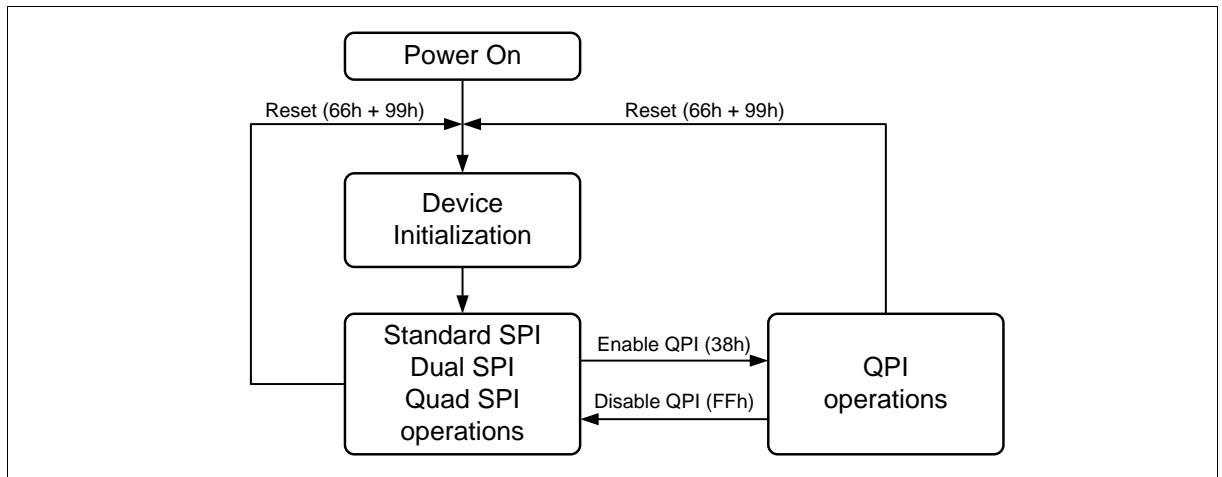 Power On
Reset (66h + 99h)
Reset (66h + 99h)
Device
Initialization
Standard SPI
Dual SPI
Quad SPI
operations
Enable QPI (38h)
Disable QPI (FFh)
QPI
operations